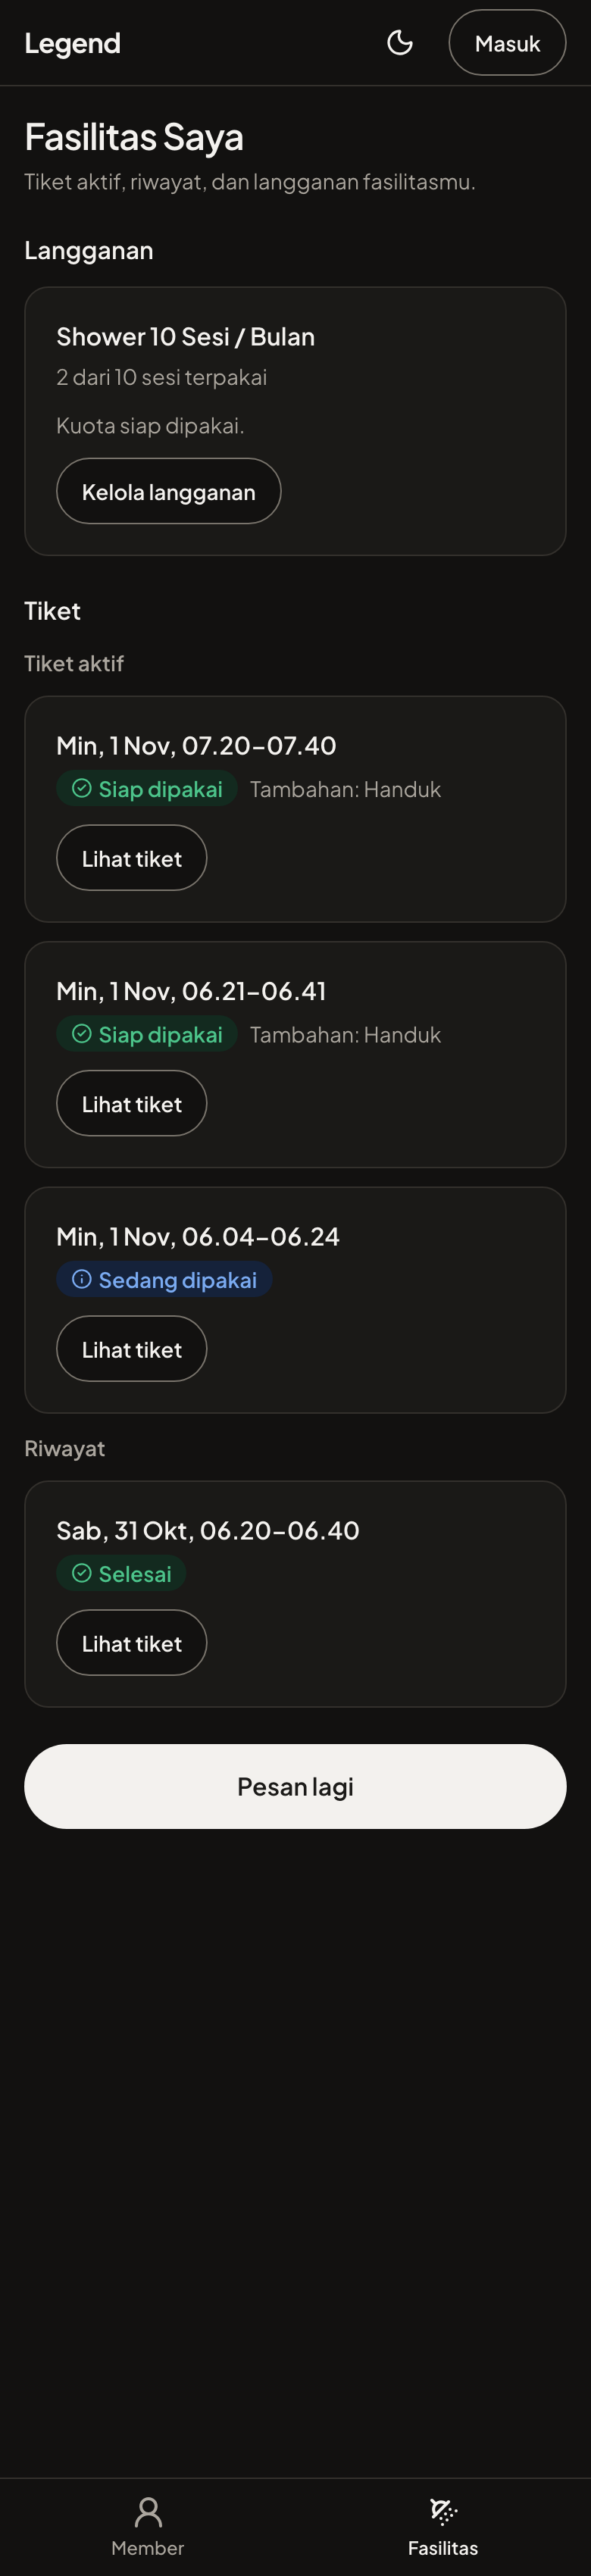 Legend
Masuk
Fasilitas Saya
Tiket aktif, riwayat, dan langganan fasilitasmu.
Langganan
Shower 10 Sesi / Bulan
2 dari 10 sesi terpakai
Kuota siap dipakai.
Kelola langganan
Tiket
Tiket aktif
Min, 1 Nov, 07.20–07.40
Siap dipakai Tambahan: Handuk
Lihat tiket
Min, 1 Nov, 06.21–06.41
Siap dipakai Tambahan: Handuk
Lihat tiket
Min, 1 Nov, 06.04–06.24
Sedang dipakai
Lihat tiket
Riwayat
Sab, 31 Okt, 06.20–06.40
Selesai
Lihat tiket
Pesan lagi
Member Fasilitas